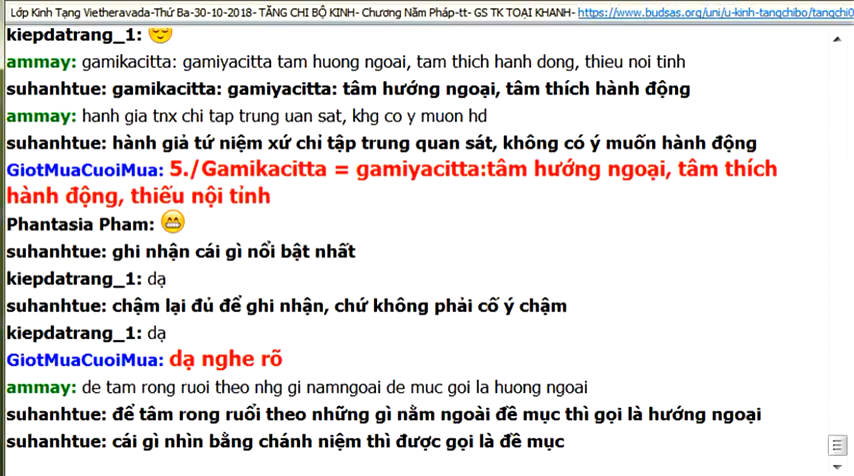 Lớp Kinh Tạng Vietheravada-Thứ Ba-30-10-2018- TĂNG CHI BỘ KINH- Chương Năm Pháp-tt- GS TK TOẠI KHANH- https://www.budsas.org/uni/u-kinh-tangchibo/tangchi0
kiepdatrang_1:
ammay: gamikacitta: gamiyacitta tam huong ngoai, tam thich hanh dong, thieu noi tinh
suhanhtue: gamikacitta: gamiyacitta: tâm hướng ngoại, tâm thích hành động
ammay: hanh gia tnx chi tap trung uan sat, khg co y muon hd
suhanhtue: hành giả tứ niệm xứ chỉ tập trung quan sát, không có ý muốn hành động
GiotMuaCuoiMua: 5./Gamikacitta = gamiyacitta:tâm hướng ngoại, tâm thích
hành động, thiếu nội tỉnh
Phantasia Pham:
suhanhtue: ghi nhận cái gì nổi bật nhất
kiepdatrang_1: dạ
suhanhtue: chậm lại đủ để ghi nhận, chứ không phải cố ý chậm
kiepdatrang_1: dạ
GiotMuaCuoiMua: dạ nghe rõ
ammay: de tam rong ruoi theo nhg gi namngoai de muc goi la huong ngoai
suhanhtue: để tâm rong ruổi theo những gì nằm ngoài đề mục thì gọi là hướng ngoại
suhanhtue: cái gì nhìn bằng chánh niệm thì được gọi là đề mục